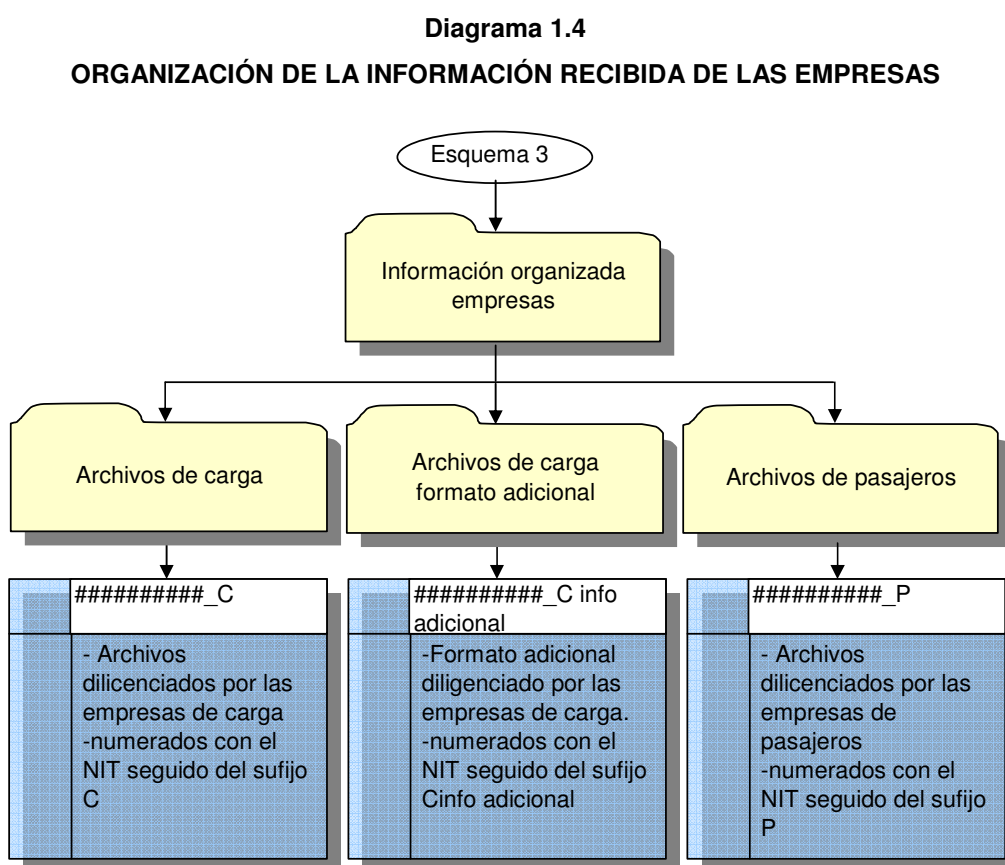 Diagrama 1.4
ORGANIZACIÓN DE LA INFORMACIÓN RECIBIDA DE LAS EMPRESAS
Esquema 3
Información organizada
empresas
Archivos de carga
Archivos de carga
formato adicional
Archivos de pasajeros
##########_C
- Archivos
dilicenciados por las
empresas de carga
-numerados con el
NIT seguido del sufijo
C
##########_C info
adicional
-Formato adicional
diligenciado por las
empresas de carga.
-numerados con el
NIT seguido del sufijo
Cinfo adicional
##########_P
- Archivos
dilicenciados por las
empresas de
pasajeros
-numerados con el
NIT seguido del sufijo
P